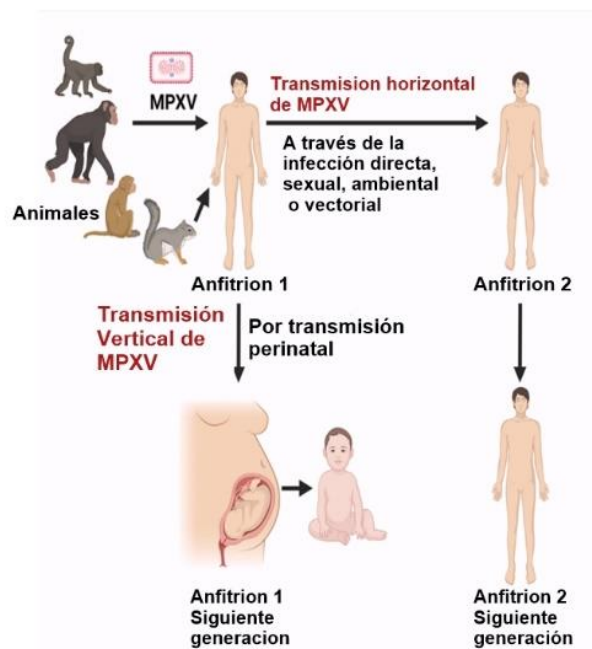 MPXV
Transmision horizontal
de MPXV
A través de la
infección directa,
sexual, ambiental
o vectorial
Animales
Anfitrion 1
Anfitrion 2
Transmisión
Vertical de
MPXV
Por transmisión
perinatal
Anfitrion 1
Siguiente
generacion
Anfitrion 2
Siguiente
generación